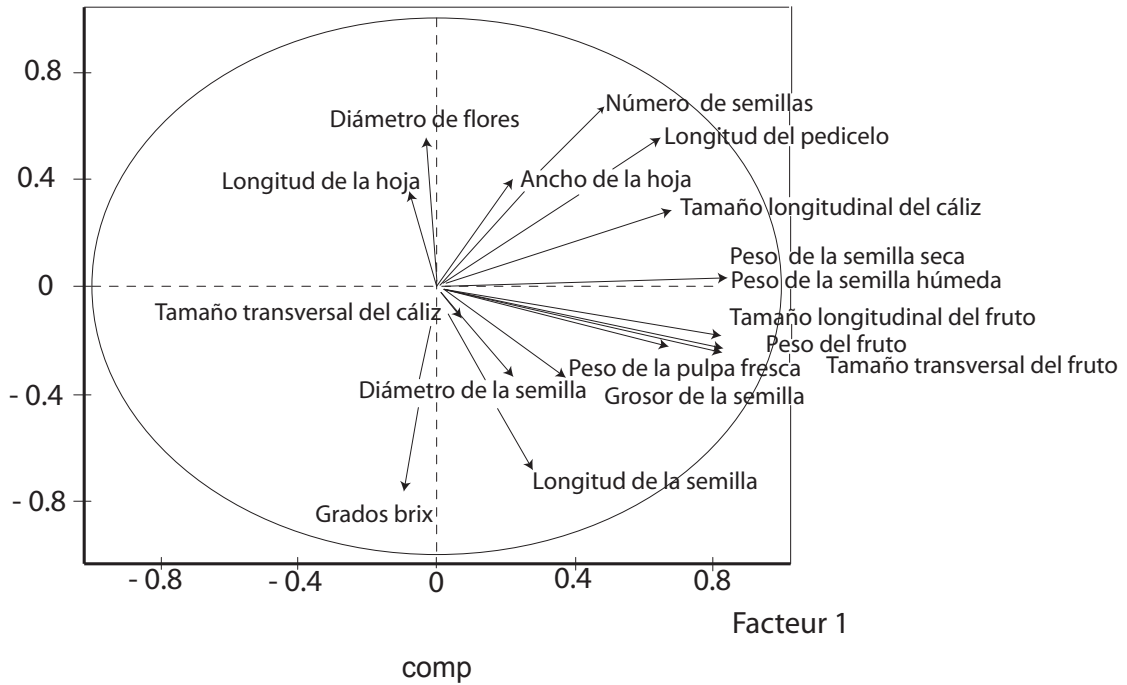 0.8
Número de semillas
Diámetro de flores
Longitud del pedicelo
0.4
Longitud de la hoja
Ancho de la hoja
Tamaño longitudinal del cáliz
Peso de la semilla seca
0
Peso de la semilla húmeda
Tamaño transversal del cáliz
Tamaño longitudinal del fruto
Peso del fruto
Peso de la pulpa fresca
Tamaño transversal del fruto
- 0.4
Diámetro de la semilla
Grosor de la semilla
Longitud de la semilla
- 0.8
Grados brix
- 0.8
- 0.4
0
0.4
0.8
Facteur 1
comp